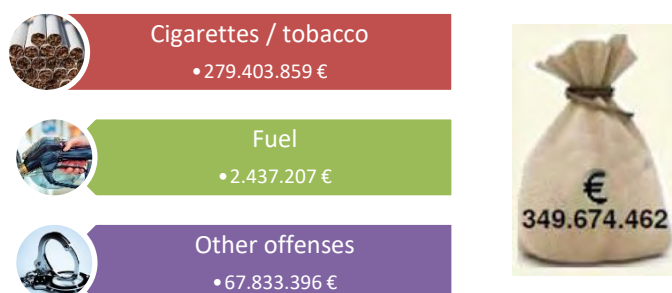 Cigarettes / tobacco
•279.403.859 €
Fuel
•2.437.207 €
Other offenses
•67.833.396 €
€
349.674.462